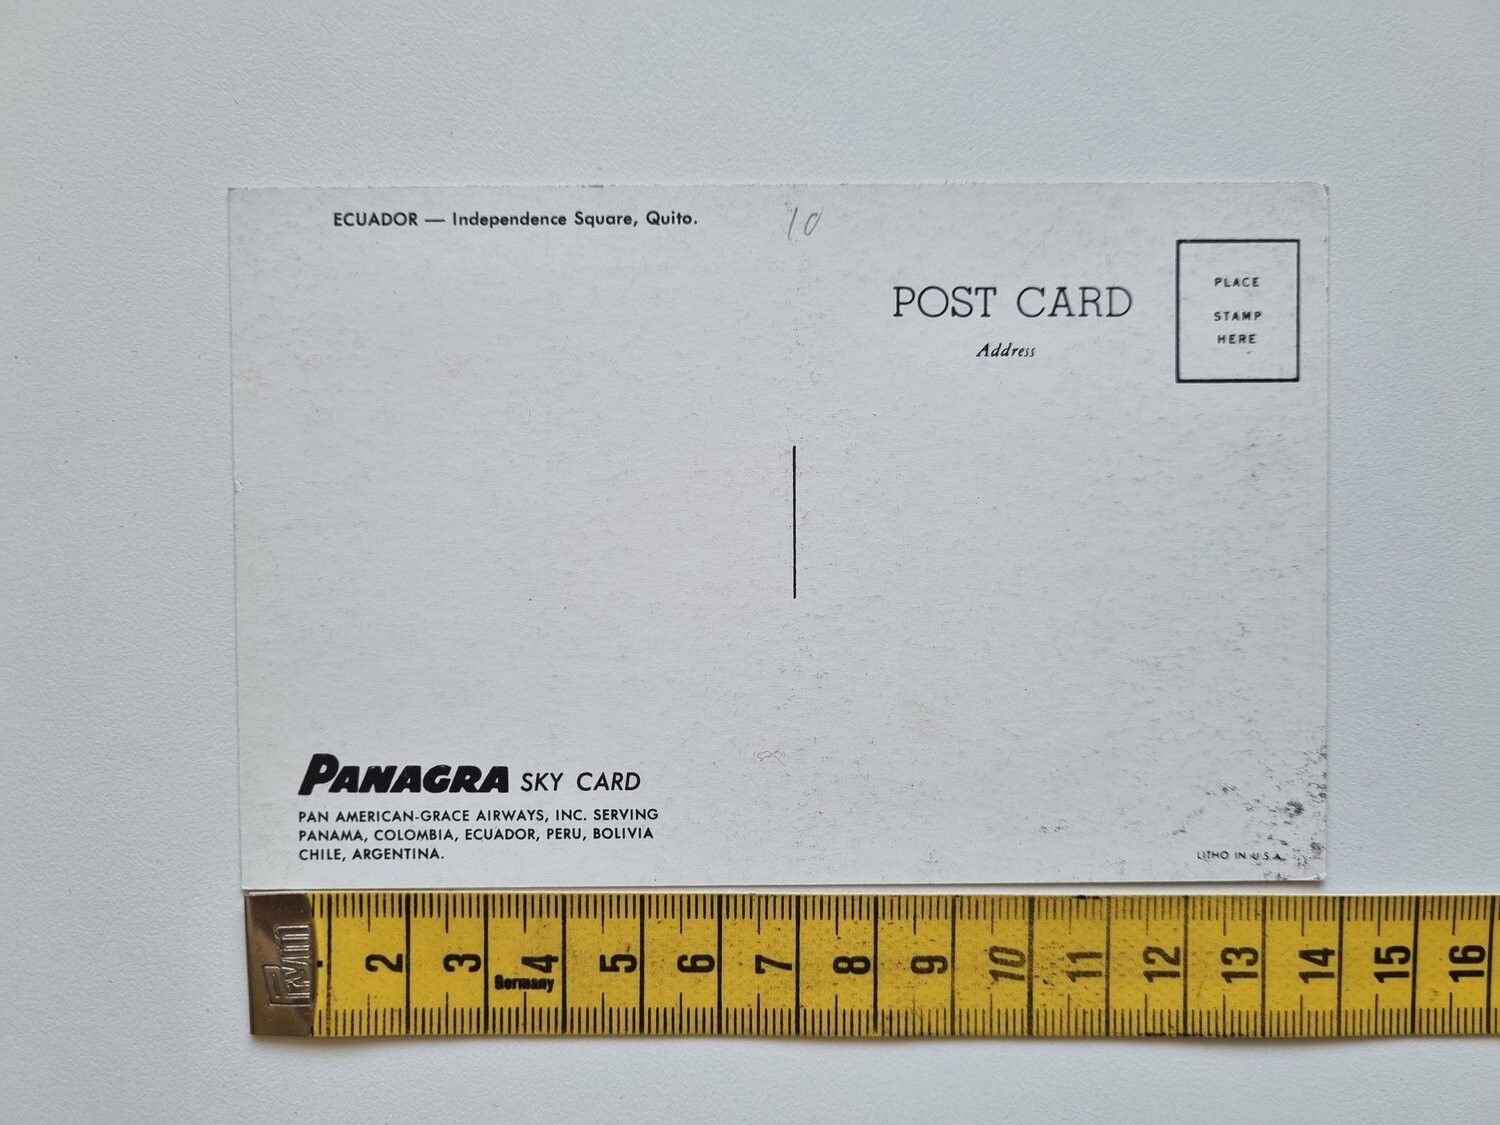 ECUADOR — Independence Square, Quito.
10
POST CARD
Address
PLACE
STAMP
HERE
PANAGRA SKY CARD
PAN AMERICAN-GRACE AIRWAYS, INC. SERVING
PANAMA, COLOMBIA, ECUADOR, PERU, BOLIVIA
CHILE, ARGENTINA.
LITHO IN U.S.A.
Prym
2 3 4 5 6 7 8 9 10 11 12 13 14 15 16
Germany